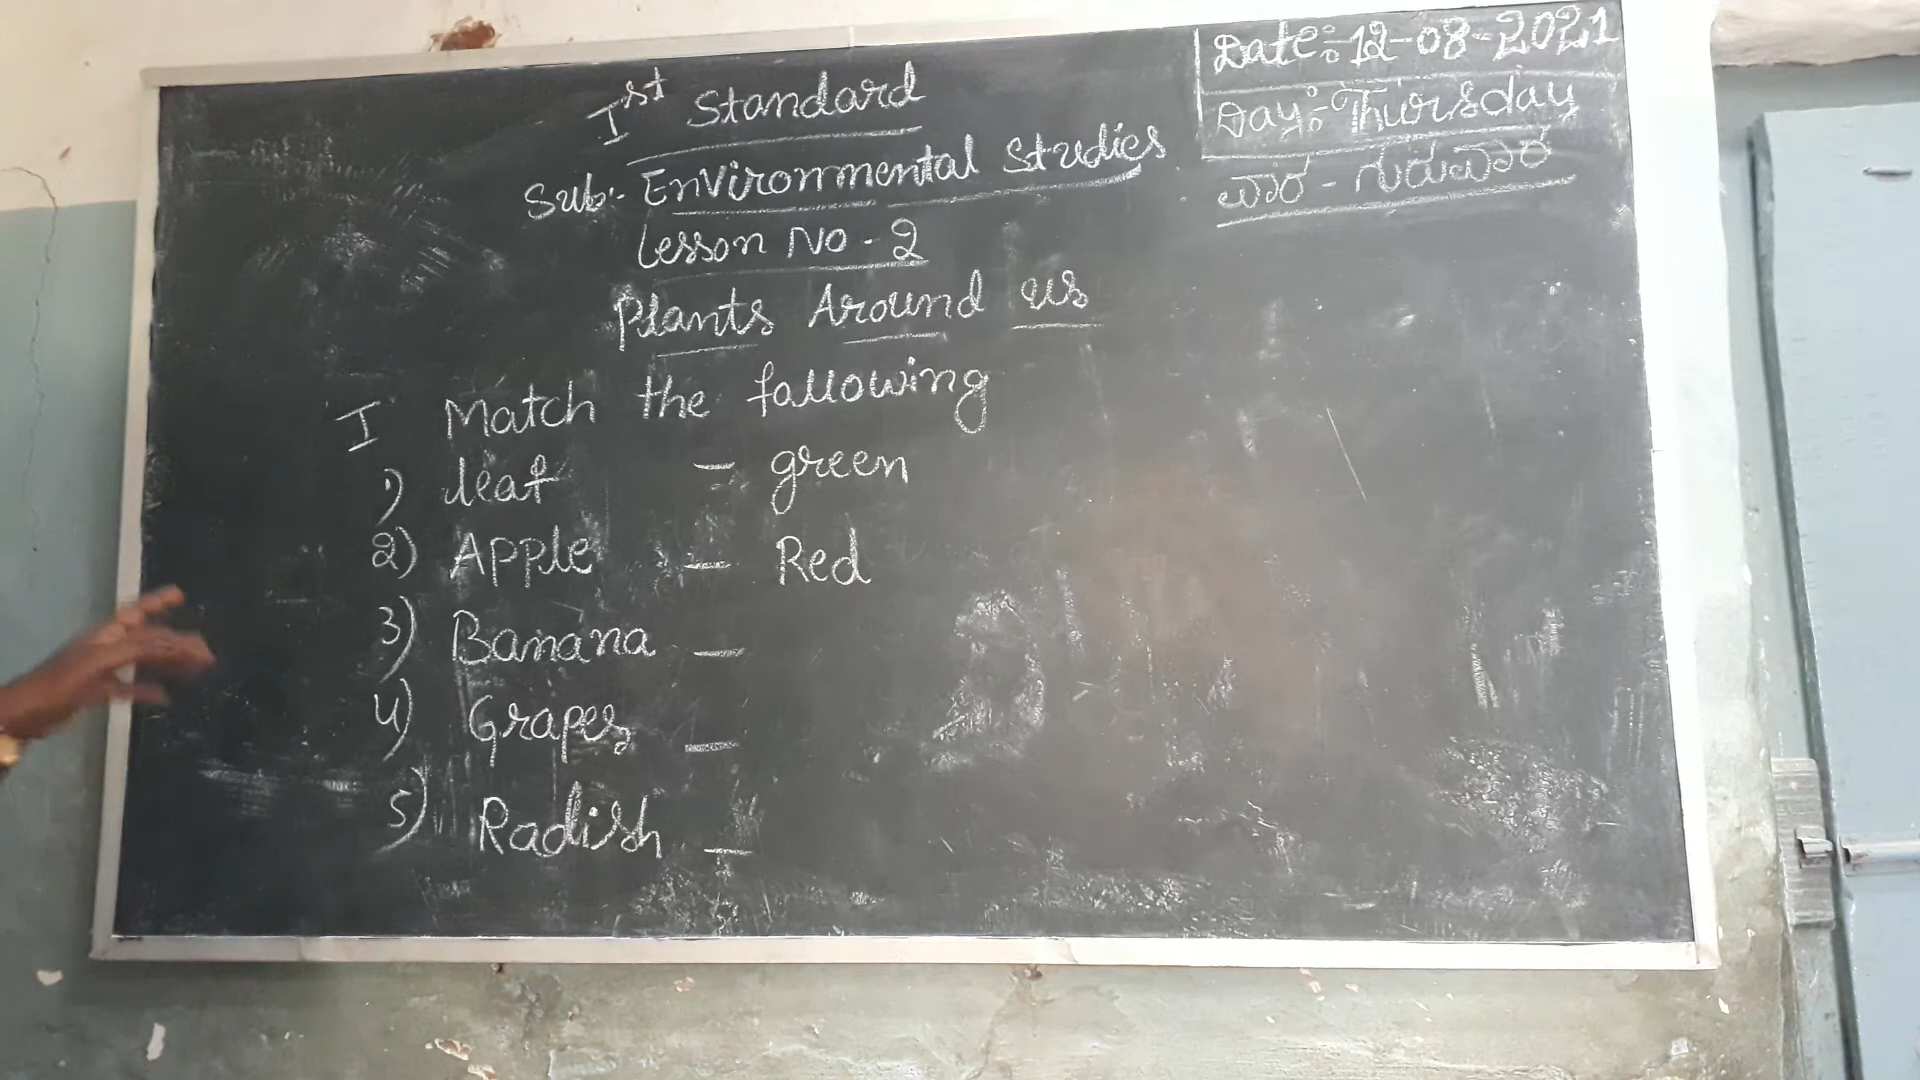 Ist Standard
Sub:- Environmental Studies
Lesson No - 2
Plants Around us
Date:- 12-08-2021
Day:- Thursday
ವಾರ - ಗುರುವಾರ
I Match the following
1) leaf - green
2) Apple - Red
3) Banana -
4) Grapes -
5) Radish -